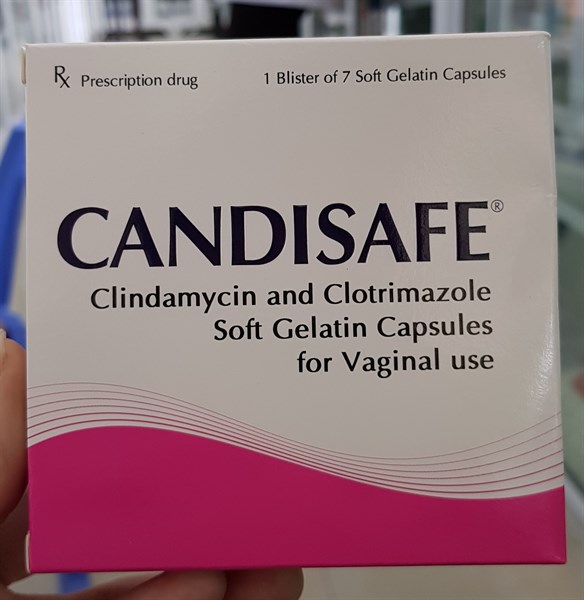 Rx Prescription drug
1 Blister of 7 Soft Gelatin Capsules
CANDISAFE®
Clindamycin and Clotrimazole
Soft Gelatin Capsules
for Vaginal use